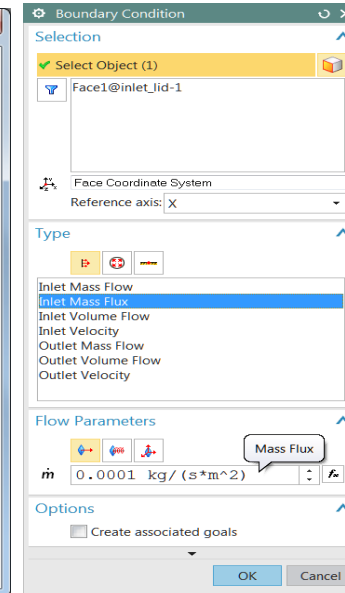 Boundary Condition
Selection
Select Object (1)
Face1@inlet_lid-1
Face Coordinate System
Reference axis: X
Type
Inlet Mass Flow
Inlet Mass Flux
Inlet Volume Flow
Inlet Velocity
Outlet Mass Flow
Outlet Volume Flow
Outlet Velocity
Flow Parameters
Mass Flux
ṁ 0.0001 kg/(s*m^2)
Options
Create associated goals
OK Cancel